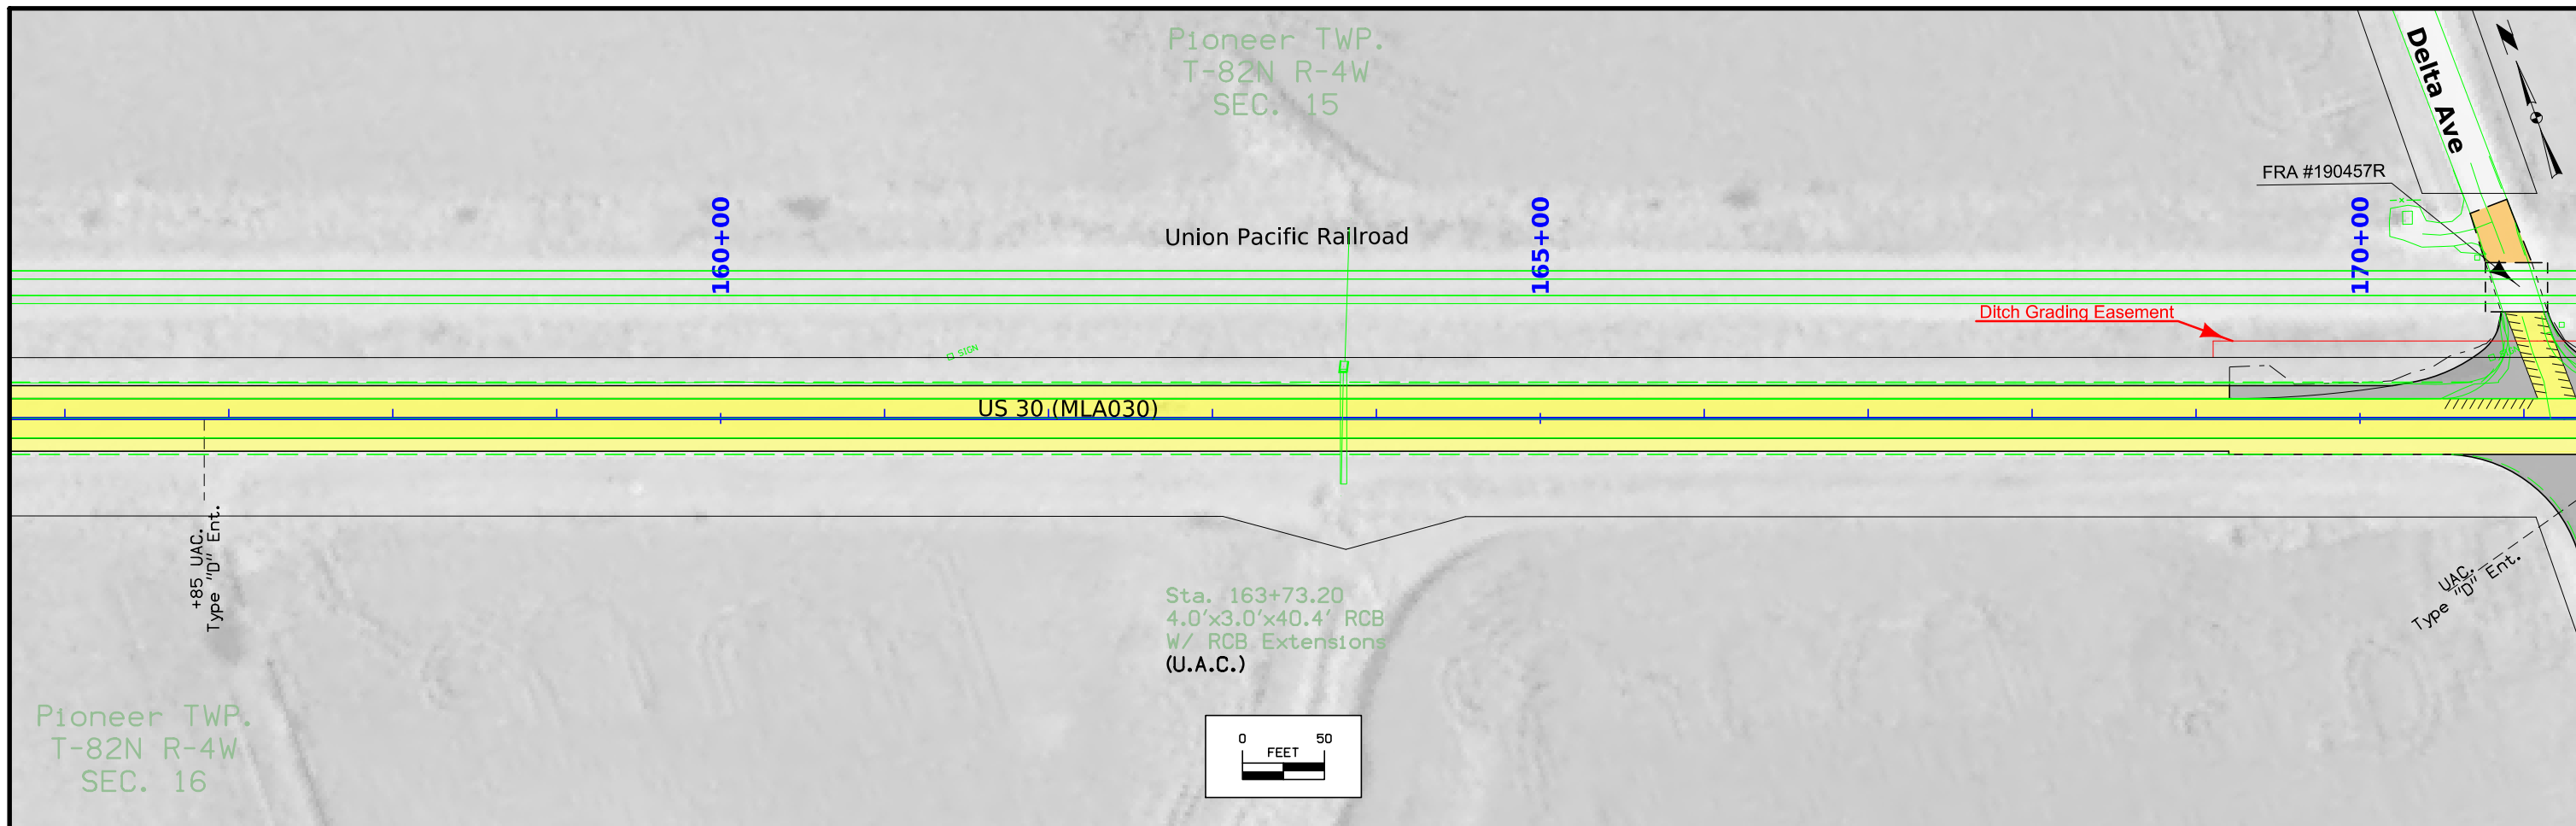 Pioneer TWP.
T-82N R-4W
SEC. 15
Delta Ave
N
FRA #190457R
160+00
Union Pacific Railroad
165+00
170+00
Ditch Grading Easement
SIGN
US 30 (MLA030)
+85 UAC.
Type "D" Ent.
UAC.
Type "D" Ent.
Sta. 163+73.20
4.0'x3.0'x40.4' RCB
W/ RCB Extensions
(U.A.C.)
Pioneer TWP.
T-82N R-4W
SEC. 16
0 50
FEET